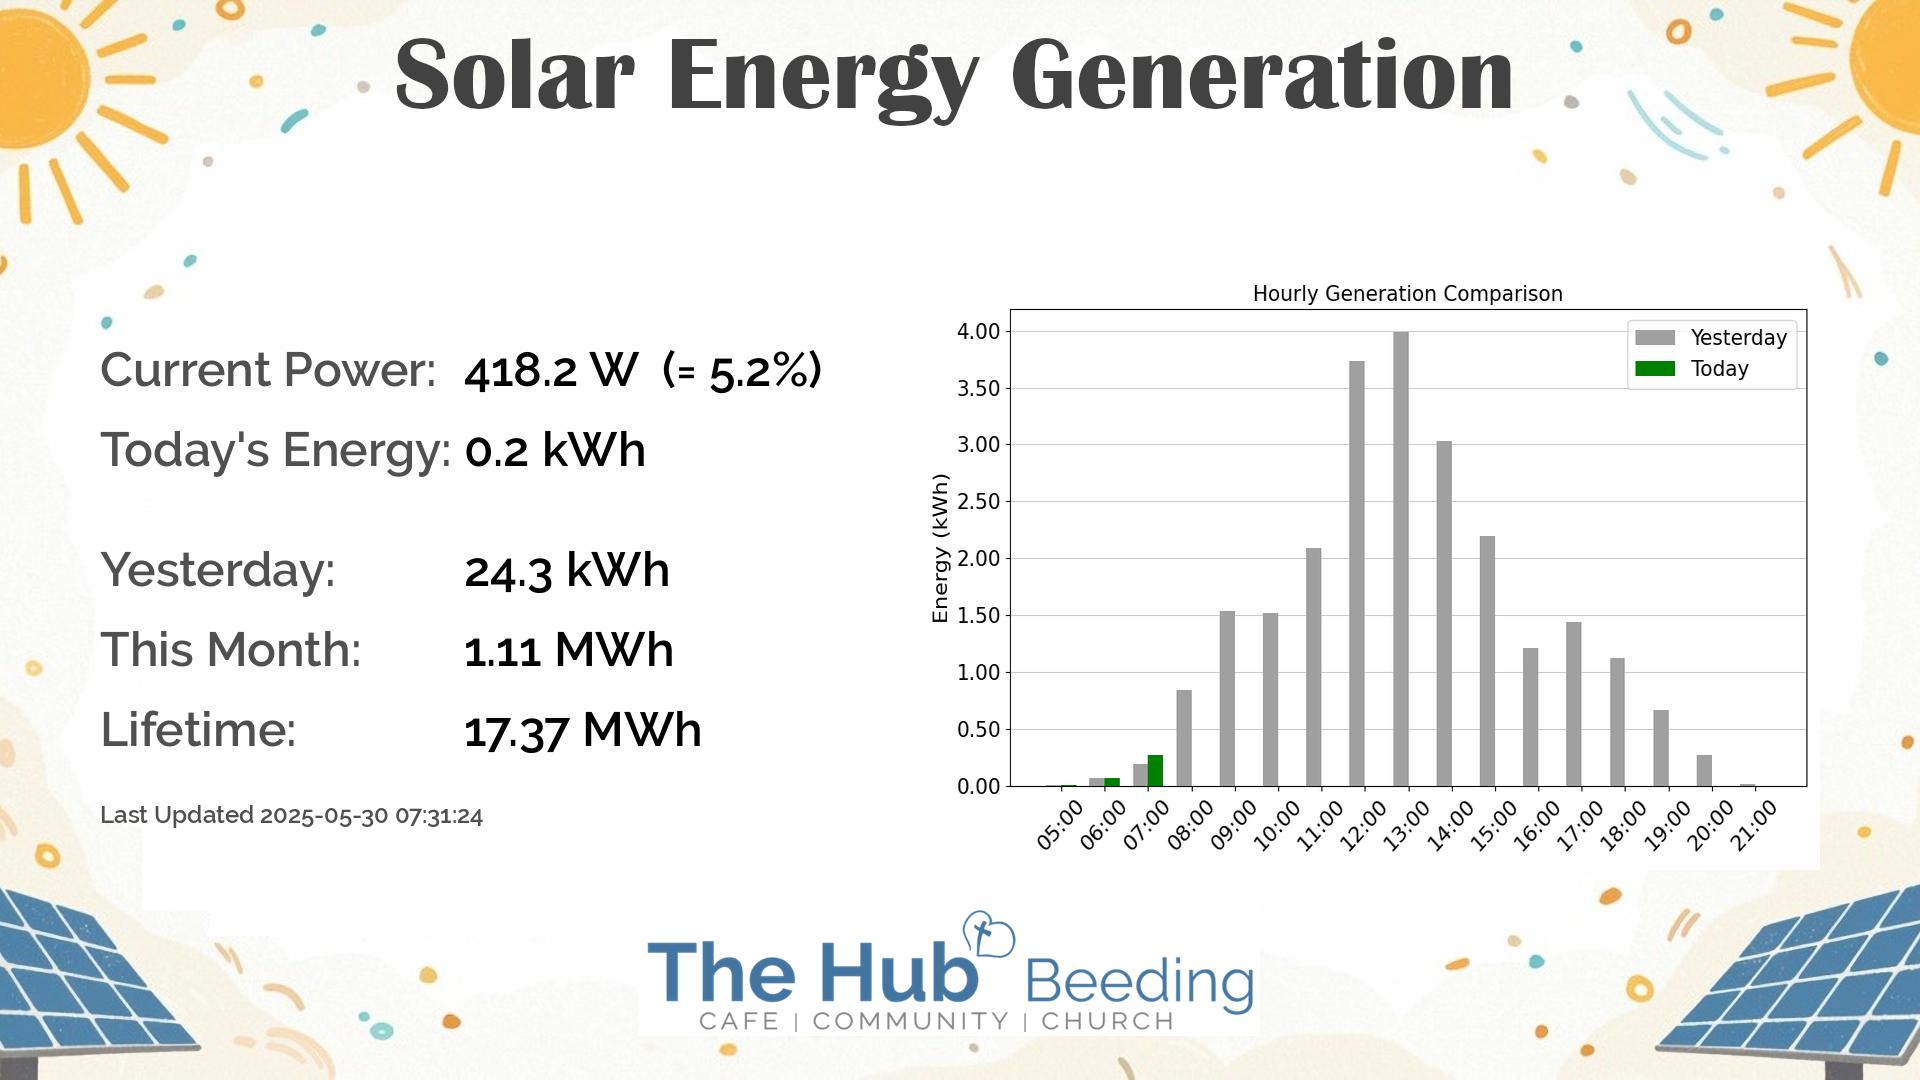 Solar Energy Generation
Current Power: 418.2 W (= 5.2%)
Today's Energy: 0.2 kWh
Yesterday: 24.3 kWh
This Month: 1.11 MWh
Lifetime: 17.37 MWh
Last Updated 2025-05-30 07:31:24
Hourly Generation Comparison
Yesterday
Today
Energy (kWh)
4.00
3.50
3.00
2.50
2.00
1.50
1.00
0.50
0.00
05:00 06:00 07:00 08:00 09:00 10:00 11:00 12:00 13:00 14:00 15:00 16:00 17:00 18:00 19:00 20:00 21:00
The Hub Beeding
CAFE | COMMUNITY | CHURCH